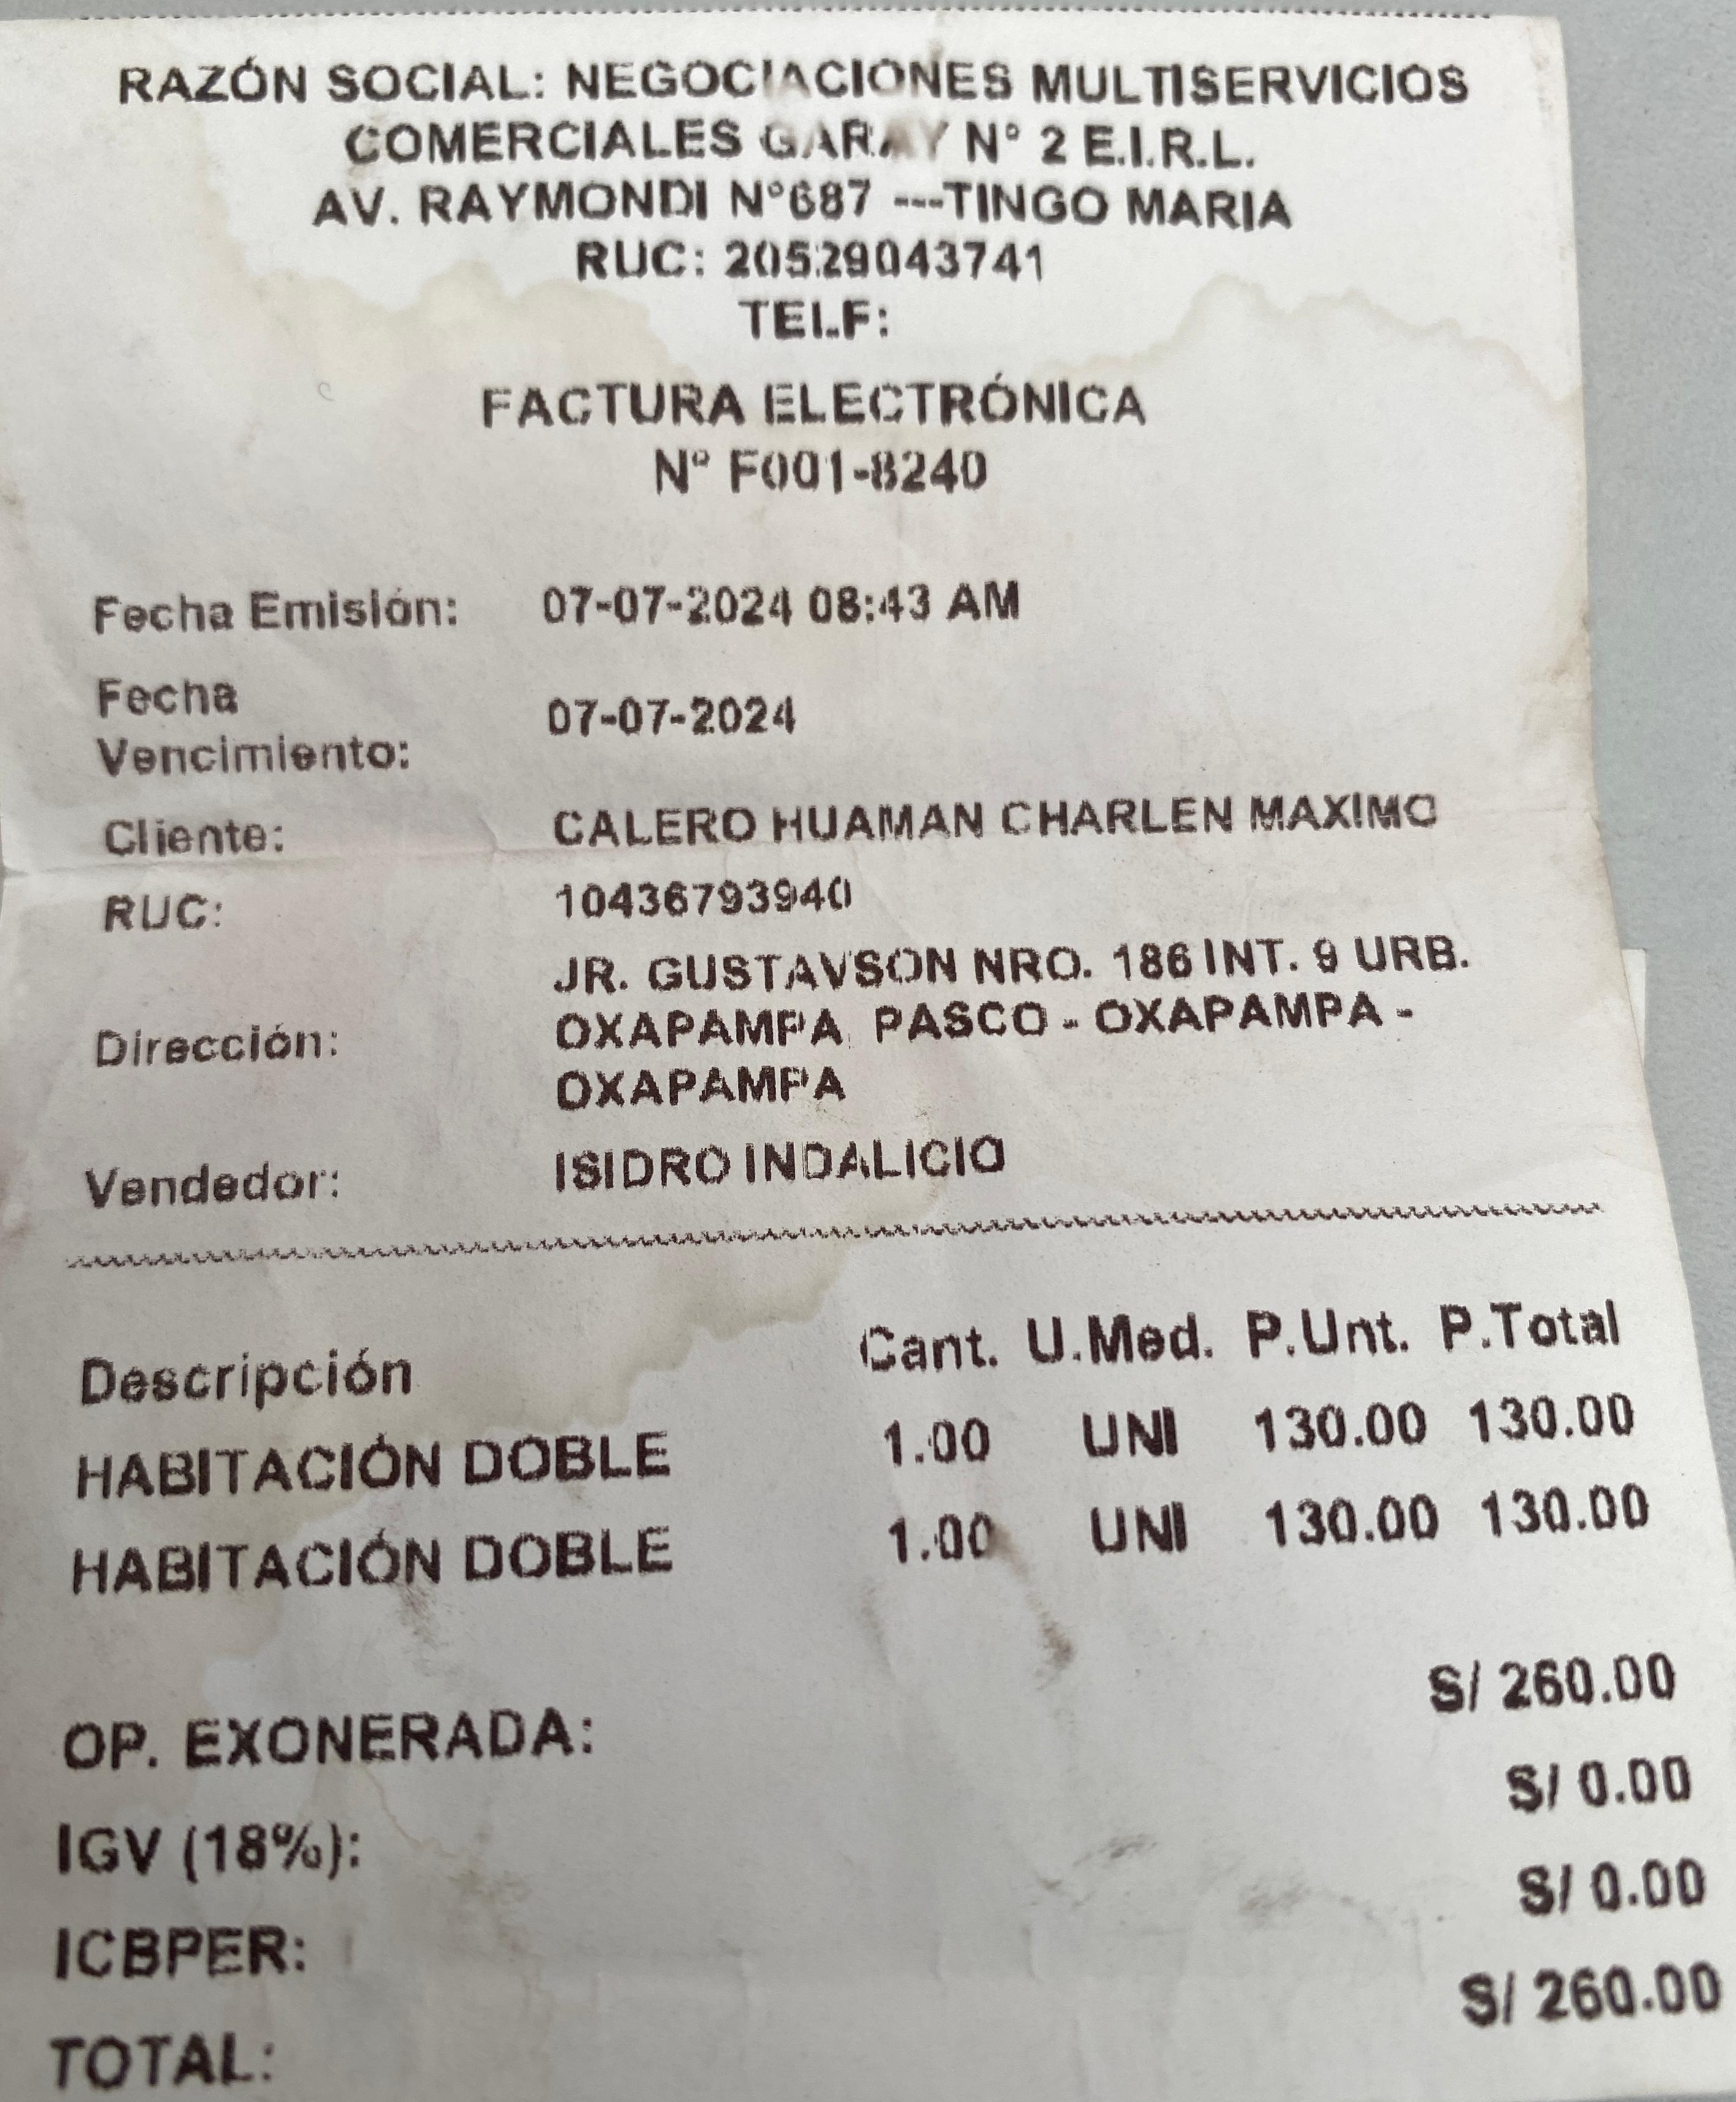 RAZÓN SOCIAL: NEGOCIACIONES MULTISERVICIOS
COMERCIALES GARAY N° 2 E.I.R.L.
AV. RAYMONDI N°687 ---TINGO MARIA
RUC: 20529043741
TELF:
FACTURA ELECTRÓNICA
N° F001-8240
Fecha Emisión: 07-07-2024 08:43 AM
Fecha
Vencimiento: 07-07-2024
Cliente: CALERO HUAMAN CHARLEN MAXIMO
RUC: 10436793940
JR. GUSTAVSON NRO. 186 INT. 9 URB.
Dirección: OXAPAMPA PASCO - OXAPAMPA -
OXAPAMPA
Vendedor: ISIDRO INDALICIO
Descripción Cant. U.Med. P.Unt. P.Total
HABITACIÓN DOBLE 1.00 UNI 130.00 130.00
HABITACIÓN DOBLE 1.00 UNI 130.00 130.00
OP. EXONERADA: S/ 260.00
IGV (18%): S/ 0.00
ICBPER: S/ 0.00
TOTAL: S/ 260.00